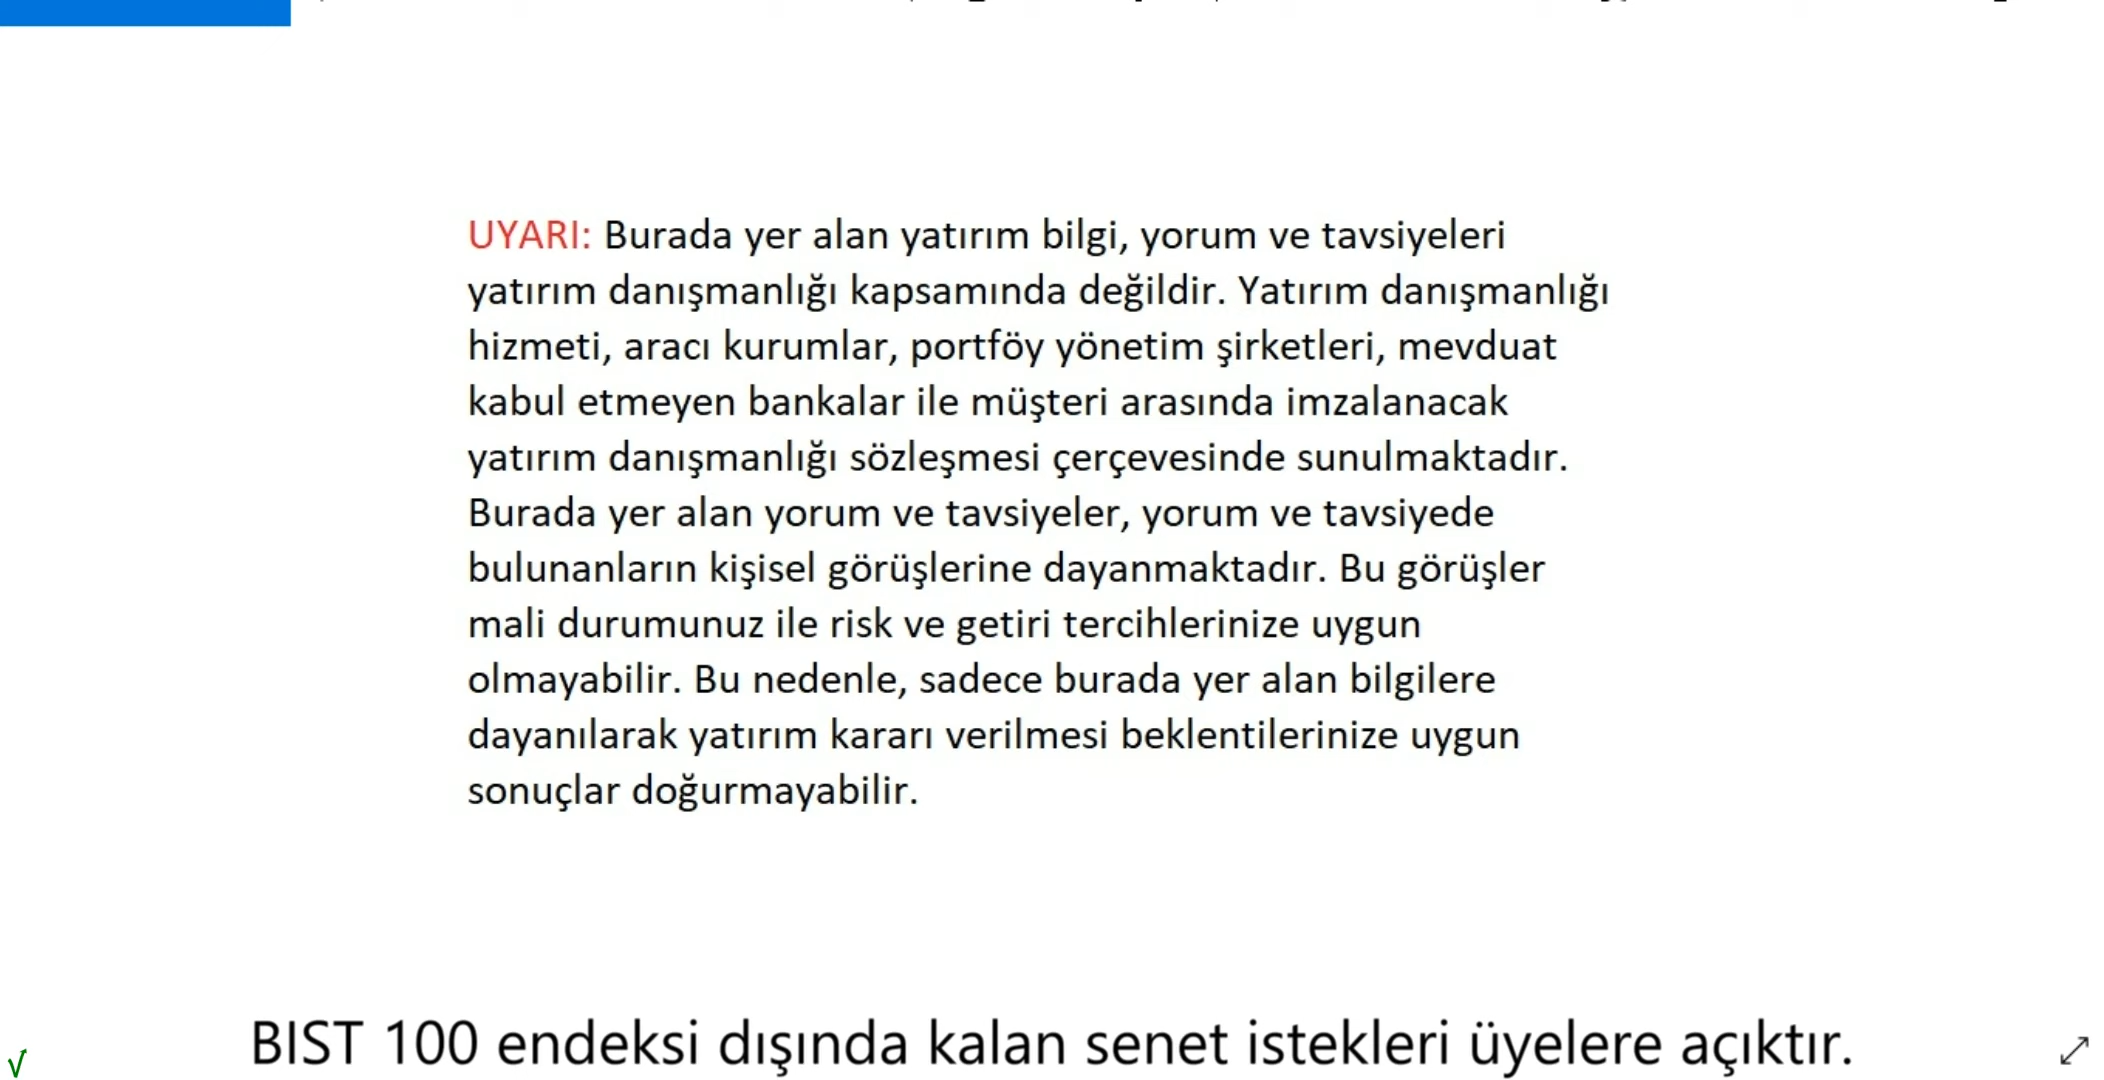 UYARI: Burada yer alan yatırım bilgi, yorum ve tavsiyeleri
yatırım danışmanlığı kapsamında değildir. Yatırım danışmanlığı
hizmeti, aracı kurumlar, portföy yönetim şirketleri, mevduat
kabul etmeyen bankalar ile müşteri arasında imzalanacak
yatırım danışmanlığı sözleşmesi çerçevesinde sunulmaktadır.
Burada yer alan yorum ve tavsiyeler, yorum ve tavsiyede
bulunanların kişisel görüşlerine dayanmaktadır. Bu görüşler
mali durumunuz ile risk ve getiri tercihlerinize uygun
olmayabilir. Bu nedenle, sadece burada yer alan bilgilere
dayanılarak yatırım kararı verilmesi beklentilerinize uygun
sonuçlar doğurmayabilir.
BIST 100 endeksi dışında kalan senet istekleri üyelere açıktır.